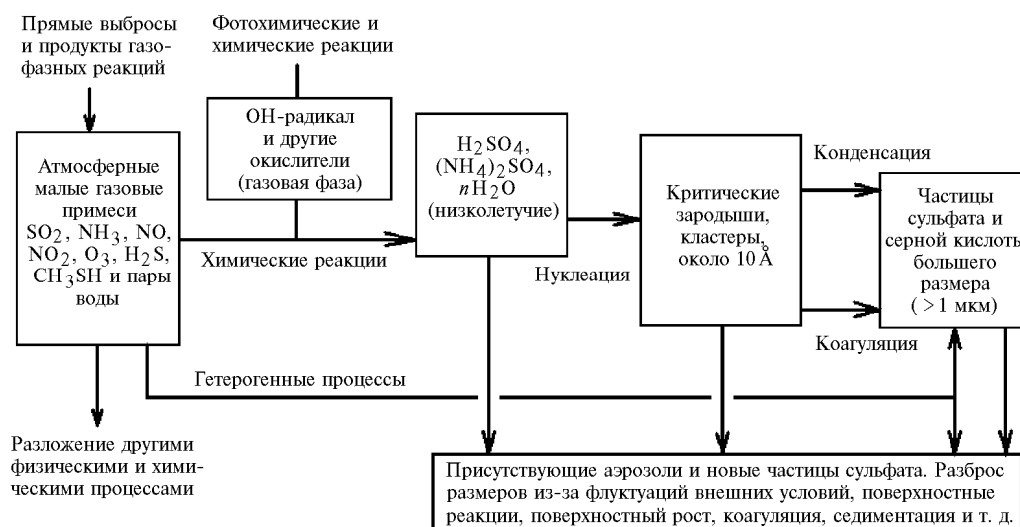 Прямые выбросы
и продукты газо-
фазных реакций
Фотохимические и
химические реакции
OH-радикал
и другие
окислители
(газовая фаза)
Атмосферные
малые газовые
примеси
SO2, NH3, NO,
NO2, O3, H2S,
CH3SH и пары
воды
Химические реакции
H2SO4,
(NH4)2SO4,
nH2O
(низколетучие)
Нуклеация
Критические
зародыши,
кластеры,
около 10 Å
Конденсация
Коагуляция
Частицы
сульфата и
серной кислоты
большего
размера
( > 1 мкм)
Гетерогенные процессы
Разложение другими
физическими и хими-
ческими процессами
Присутствующие аэрозоли и новые частицы сульфата. Разброс
размеров из-за флуктуаций внешних условий, поверхностные
реакции, поверхностный рост, коагуляция, седиментация и т. д.